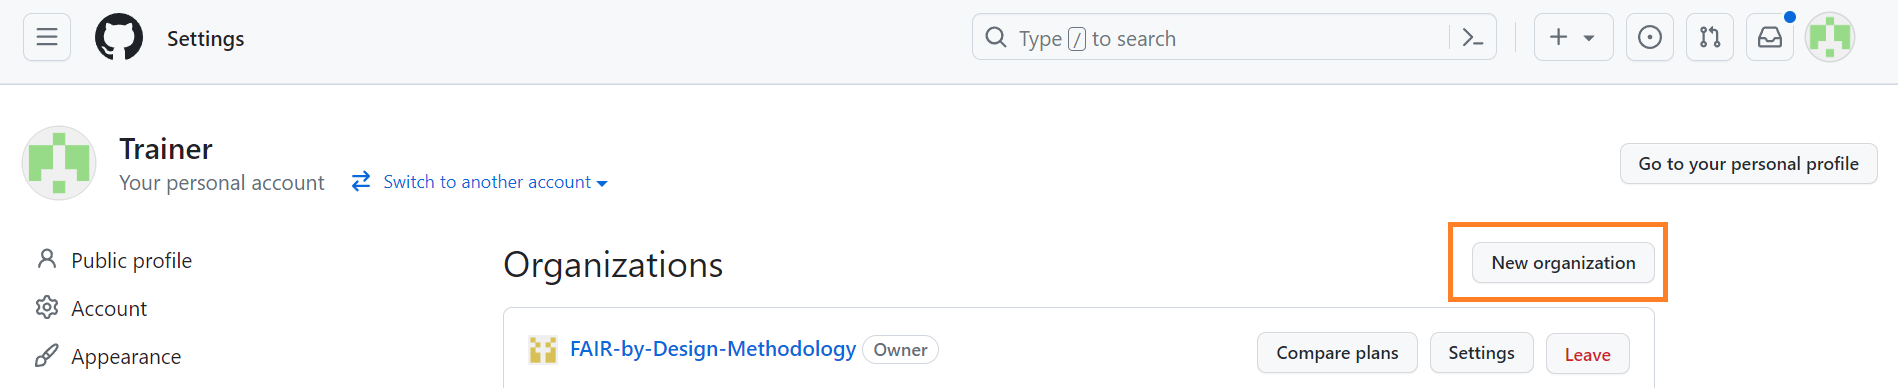 Settings
Type / to search
Trainer
Your personal account
Switch to another account
Go to your personal profile
Public profile
Account
Appearance
Organizations
New organization
FAIR-by-Design-Methodology Owner
Compare plans
Settings
Leave